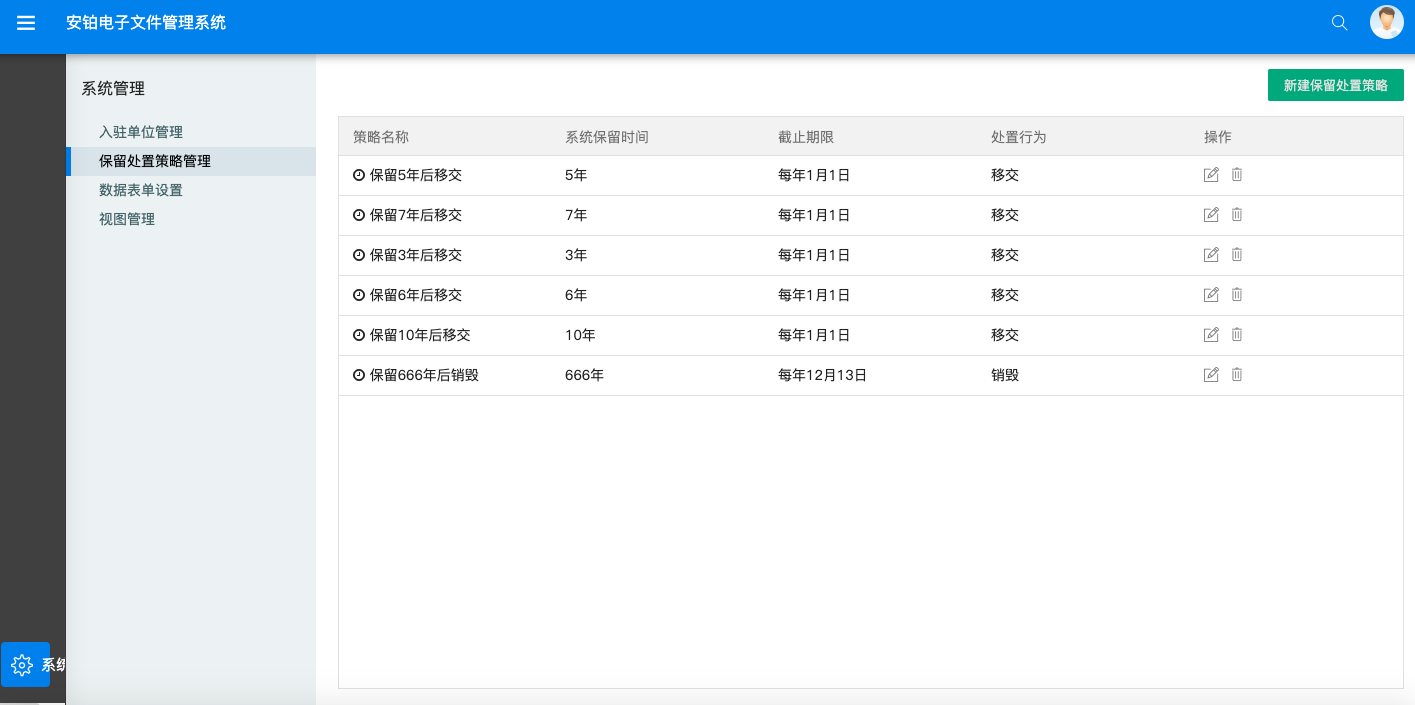 安铂电子文件管理系统
系统管理
入驻单位管理
保留处置策略管理
数据表单设置
视图管理
系统
新建保留处置策略
策略名称 系统保留时间 截止期限 处置行为 操作
保留5年后移交 5年 每年1月1日 移交
保留7年后移交 7年 每年1月1日 移交
保留3年后移交 3年 每年1月1日 移交
保留6年后移交 6年 每年1月1日 移交
保留10年后移交 10年 每年1月1日 移交
保留666年后销毁 666年 每年12月13日 销毁